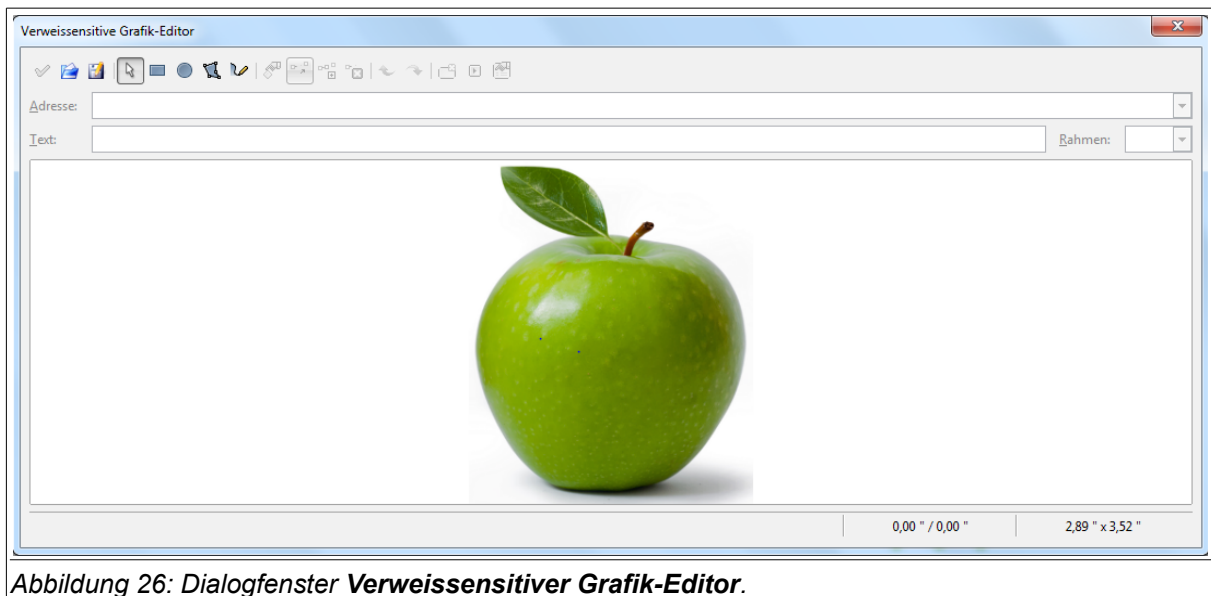 Verweissensitive Grafik-Editor
Adresse:
Text:
Rahmen:
0,00 " / 0,00 "
2,89 " x 3,52 "
Abbildung 26: Dialogfenster Verweissensitiver Grafik-Editor.